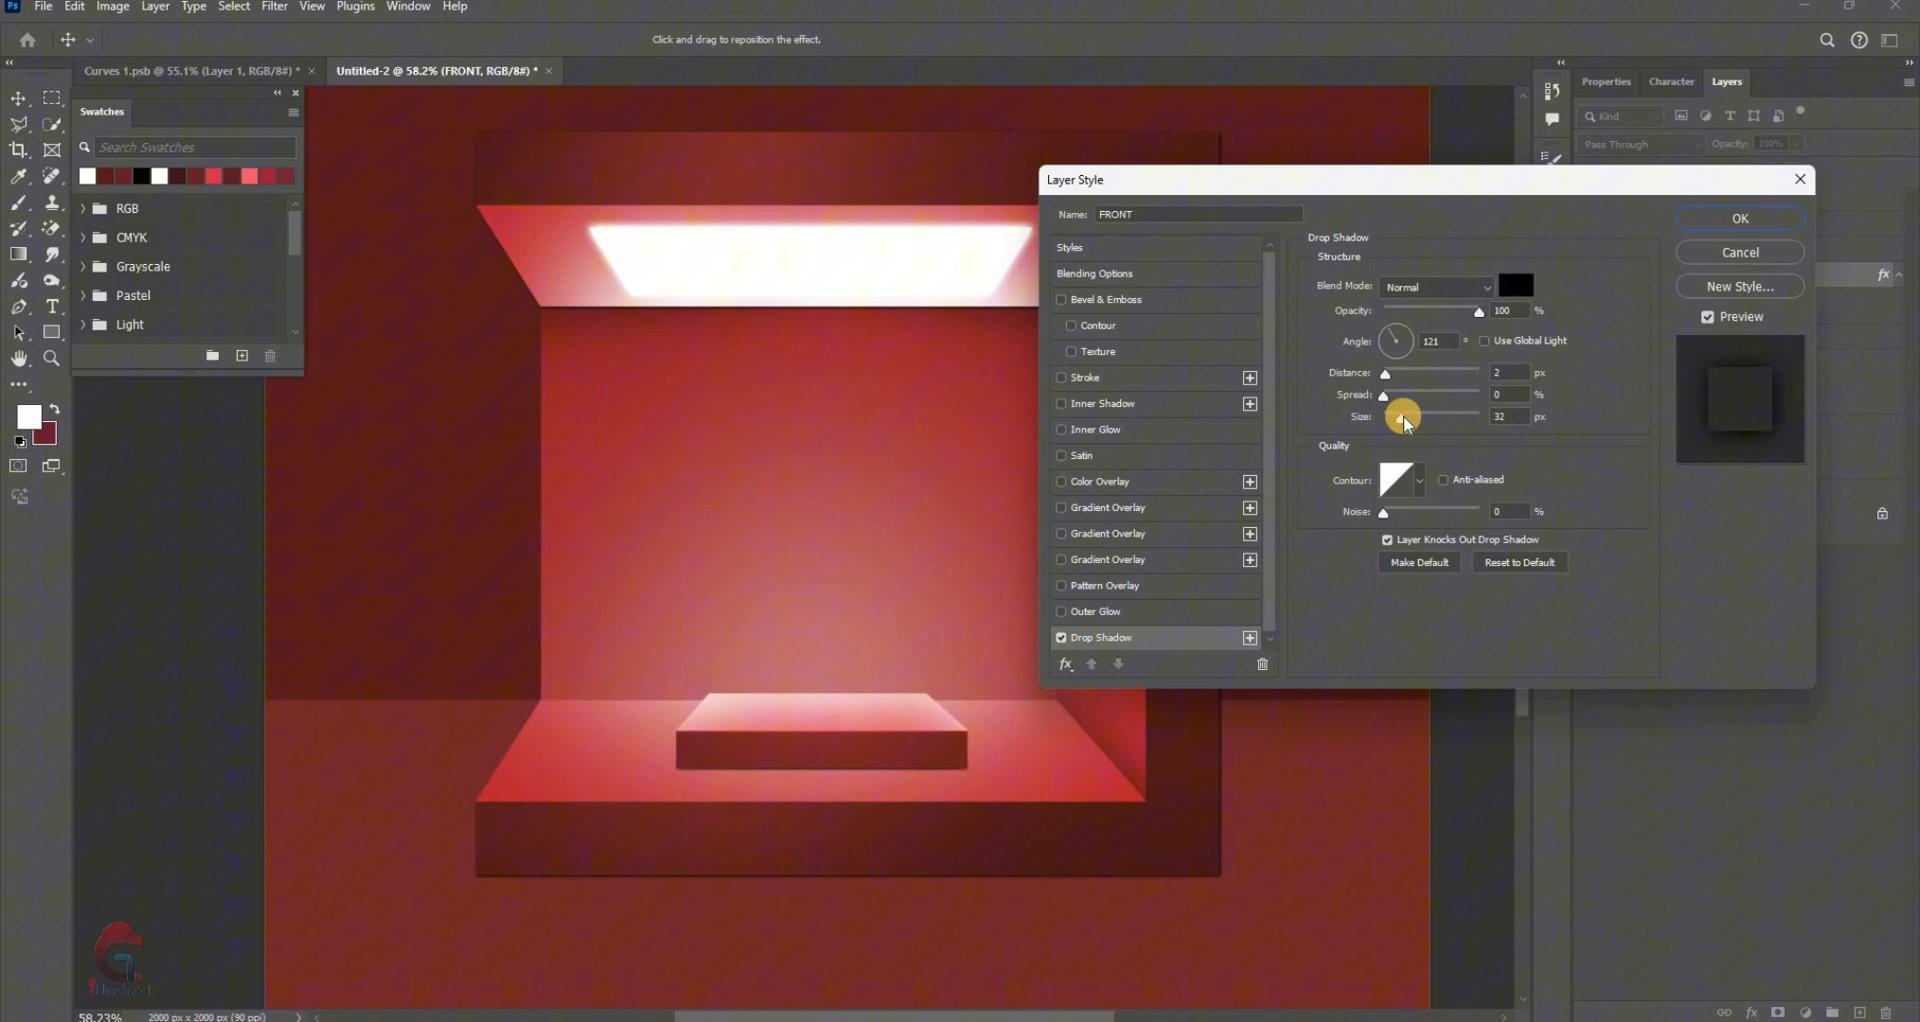 Ps File Edit Image Layer Type Select Filter View Plugins Window Help
Click and drag to reposition the effect.
Curves 1.psb @ 55.1% (Layer 1, RGB/8#) * ×
Untitled-2 @ 58.2% (FRONT, RGB/8#) * ×
Properties Character Layers
Swatches
Kind
Search Swatches
Pass Through Opacity: 100%
RGB
CMYK
Grayscale
Pastel
Light
Layer Style
Name: FRONT
Styles
Blending Options
Bevel & Emboss
Contour
Texture
Stroke
Inner Shadow
Inner Glow
Satin
Color Overlay
Gradient Overlay
Gradient Overlay
Gradient Overlay
Pattern Overlay
Outer Glow
Drop Shadow
fx
Drop Shadow
Structure
Blend Mode: Normal
Opacity: 100 %
Angle: 121 ° Use Global Light
Distance: 2 px
Spread: 0 %
Size: 32 px
Quality
Contour: Anti-aliased
Noise: 0 %
Layer Knocks Out Drop Shadow
Make Default Reset to Default
OK
Cancel
New Style...
Preview
fx
58.23% 2000 px x 2000 px (90 ppi)
fx